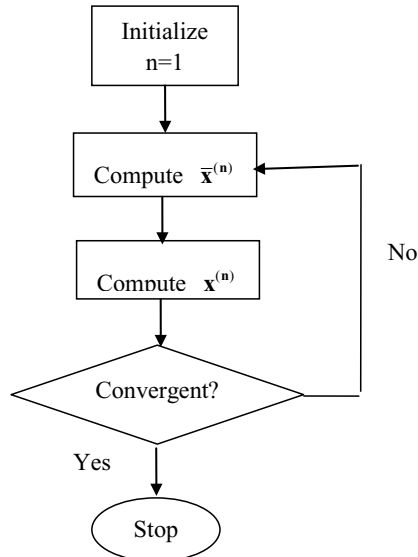 Initialize
n=1
Compute x̅⁽ⁿ⁾
Compute x⁽ⁿ⁾
No
Convergent?
Yes
Stop